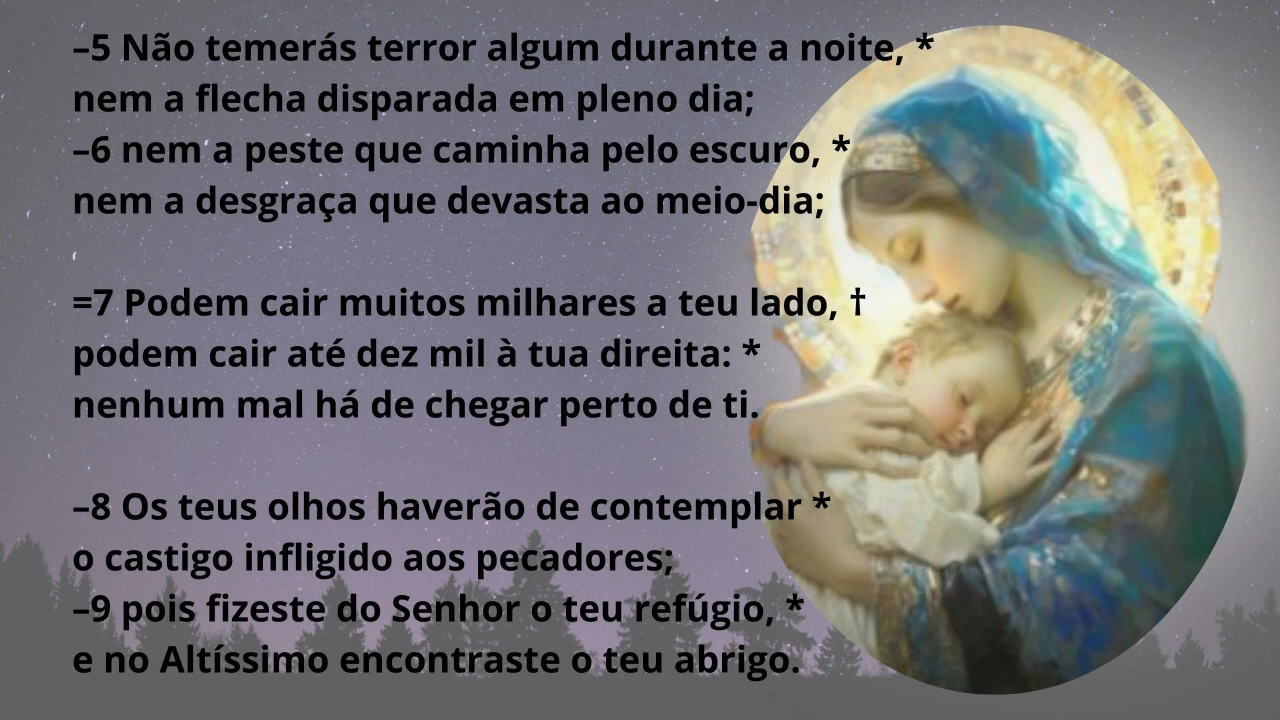 –5 Não temerás terror algum durante a noite, *
nem a flecha disparada em pleno dia;
–6 nem a peste que caminha pelo escuro, *
nem a desgraça que devasta ao meio-dia;
=7 Podem cair muitos milhares a teu lado, †
podem cair até dez mil à tua direita: *
nenhum mal há de chegar perto de ti.
–8 Os teus olhos haverão de contemplar *
o castigo infligido aos pecadores;
–9 pois fizeste do Senhor o teu refúgio, *
e no Altíssimo encontraste o teu abrigo.